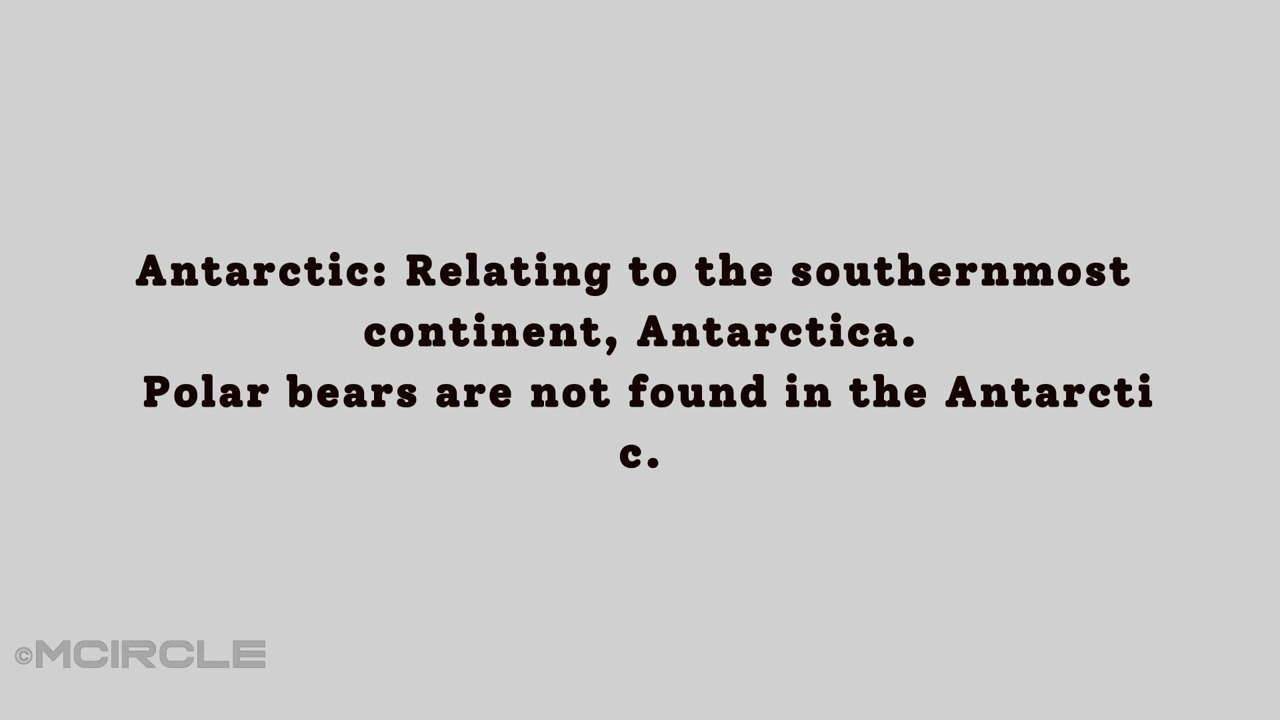 Antarctic: Relating to the southernmost
continent, Antarctica.
Polar bears are not found in the Antarcti
c.
©MCIRCLE